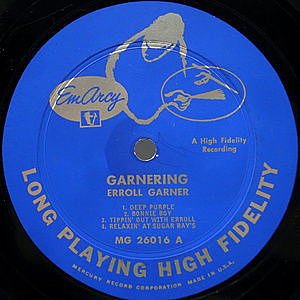 EmArcy
A High Fidelity
Recording
GARNERING
ERROLL GARNER
1. DEEP PURPLE
2. BONNIE BOY
3. TIPPIN' OUT WITH ERROLL
4. RELAXIN' AT SUGAR RAY'S
MG 26016 A
LONG PLAYING HIGH FIDELITY
MERCURY RECORD CORPORATION MADE IN U.S.A.